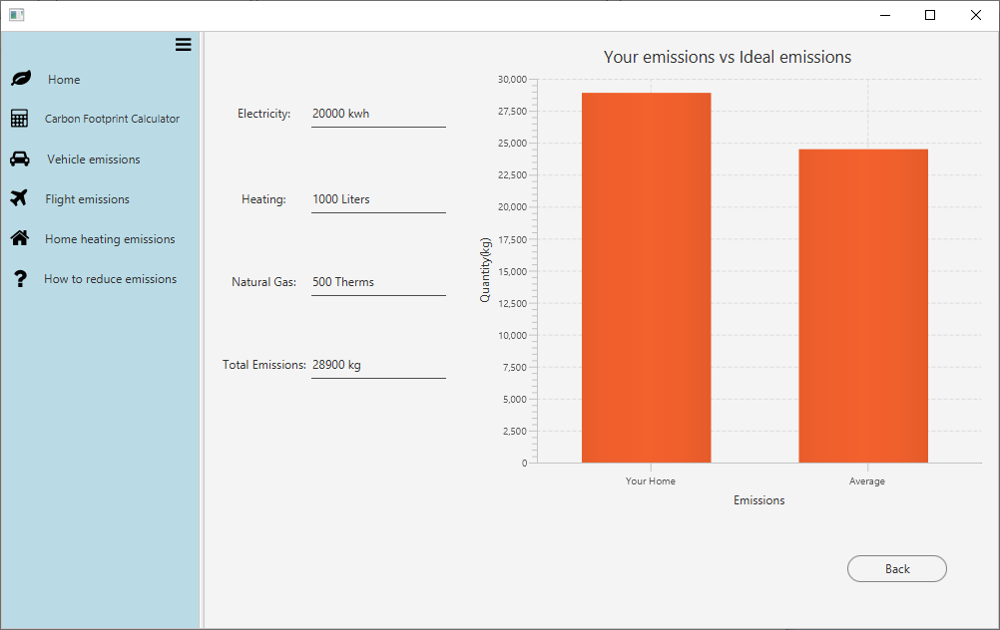 Home
Carbon Footprint Calculator
Vehicle emissions
Flight emissions
Home heating emissions
? How to reduce emissions
Electricity: 20000 kwh
Heating: 1000 Liters
Natural Gas: 500 Therms
Total Emissions: 28900 kg
Your emissions vs Ideal emissions
Quantity(kg)
30,000
27,500
25,000
22,500
20,000
17,500
15,000
12,500
10,000
7,500
5,000
2,500
0
Your Home Average
Emissions
Back